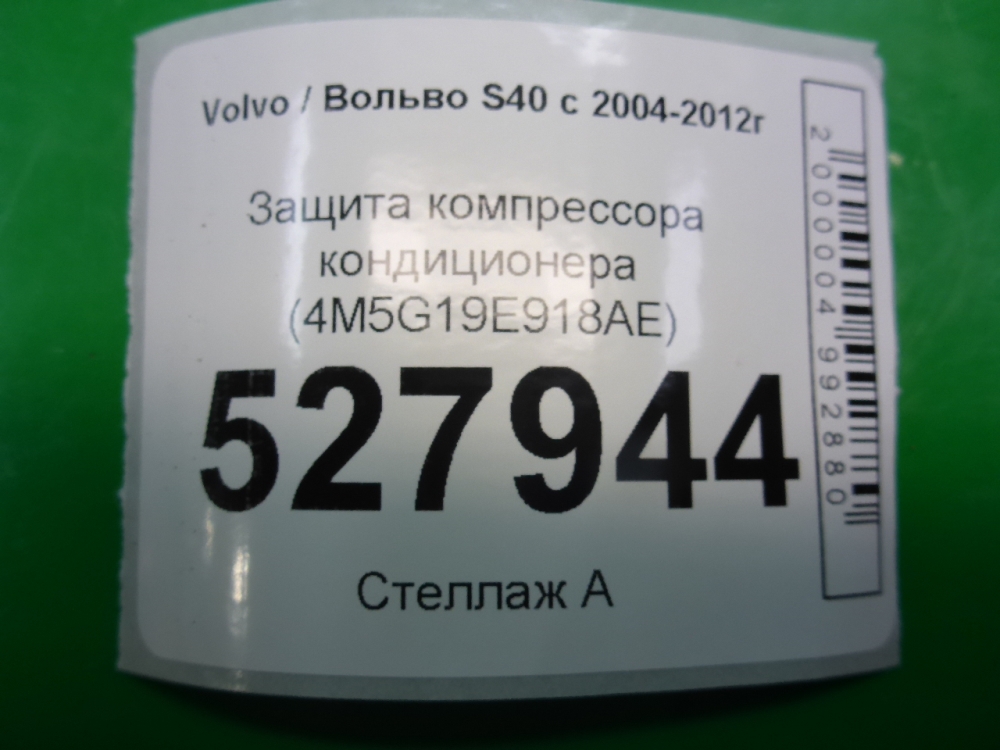 Volvo / Вольво S40 с 2004-2012г
Защита компрессора
кондиционера
(4M5G19E918AE)
527944
Стеллаж А
2000004992880